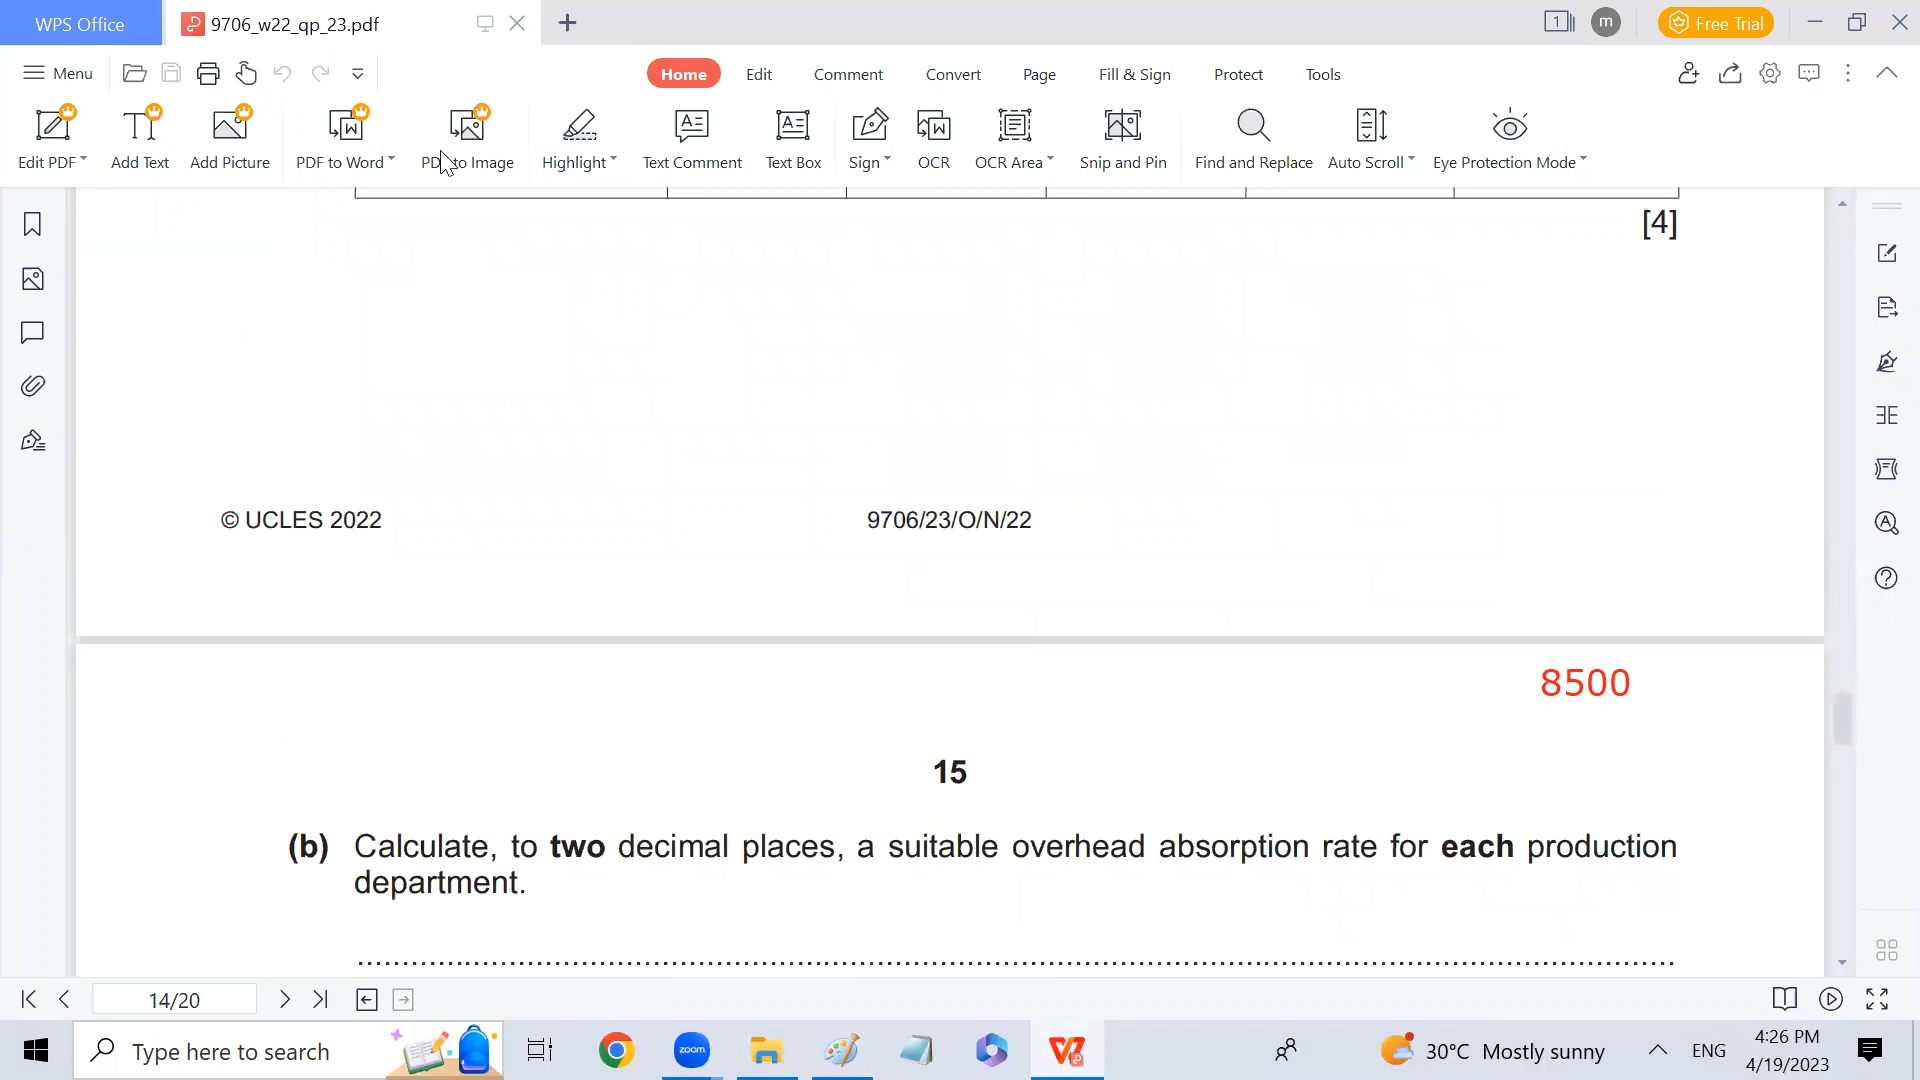 WPS Office
9706_w22_qp_23.pdf
1
m
Free Trial
Menu
Home
Edit
Comment
Convert
Page
Fill & Sign
Protect
Tools
Edit PDF
Add Text
Add Picture
PDF to Word
PDF to Image
Highlight
Text Comment
Text Box
Sign
OCR
OCR Area
Snip and Pin
Find and Replace
Auto Scroll
Eye Protection Mode
[4]
© UCLES 2022
9706/23/O/N/22
8500
15
(b) Calculate, to two decimal places, a suitable overhead absorption rate for each production
department.
14/20
Type here to search
zoom
30°C Mostly sunny
ENG
4:26 PM
4/19/2023